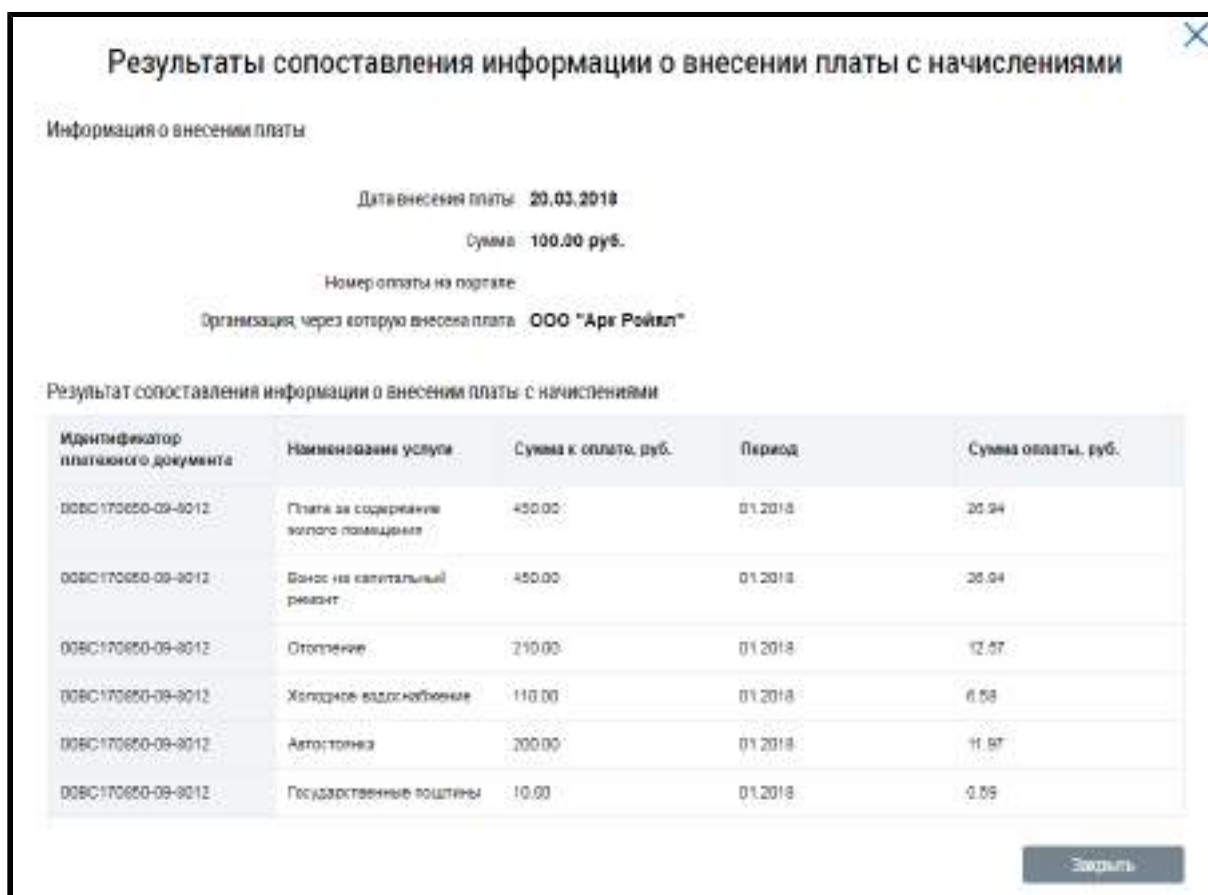 Результаты сопоставления информации о внесении платы с начислениями
Информация о внесении платы
Дата внесения платы 20.03.2018
Сумма 100.00 руб.
Номер оплаты на портале
Организация, через которую внесена плата ООО "Арк Роял"
Результат сопоставления информации о внесении платы с начислениями
Идентификатор платежного документа Наименование услуги Сумма к оплате, руб. Период Сумма оплаты, руб.
Плата за содержание жилого помещения 450.00 01.2018 26.94
Взнос на капитальный ремонт 450.00 01.2018 26.94
Отопление 210.00 01.2018 12.57
Холодное водоснабжение 110.00 01.2018 6.58
Автостоянка 200.00 01.2018 11.97
Государственные пошлины 10.00 01.2018 0.59
Закрыть